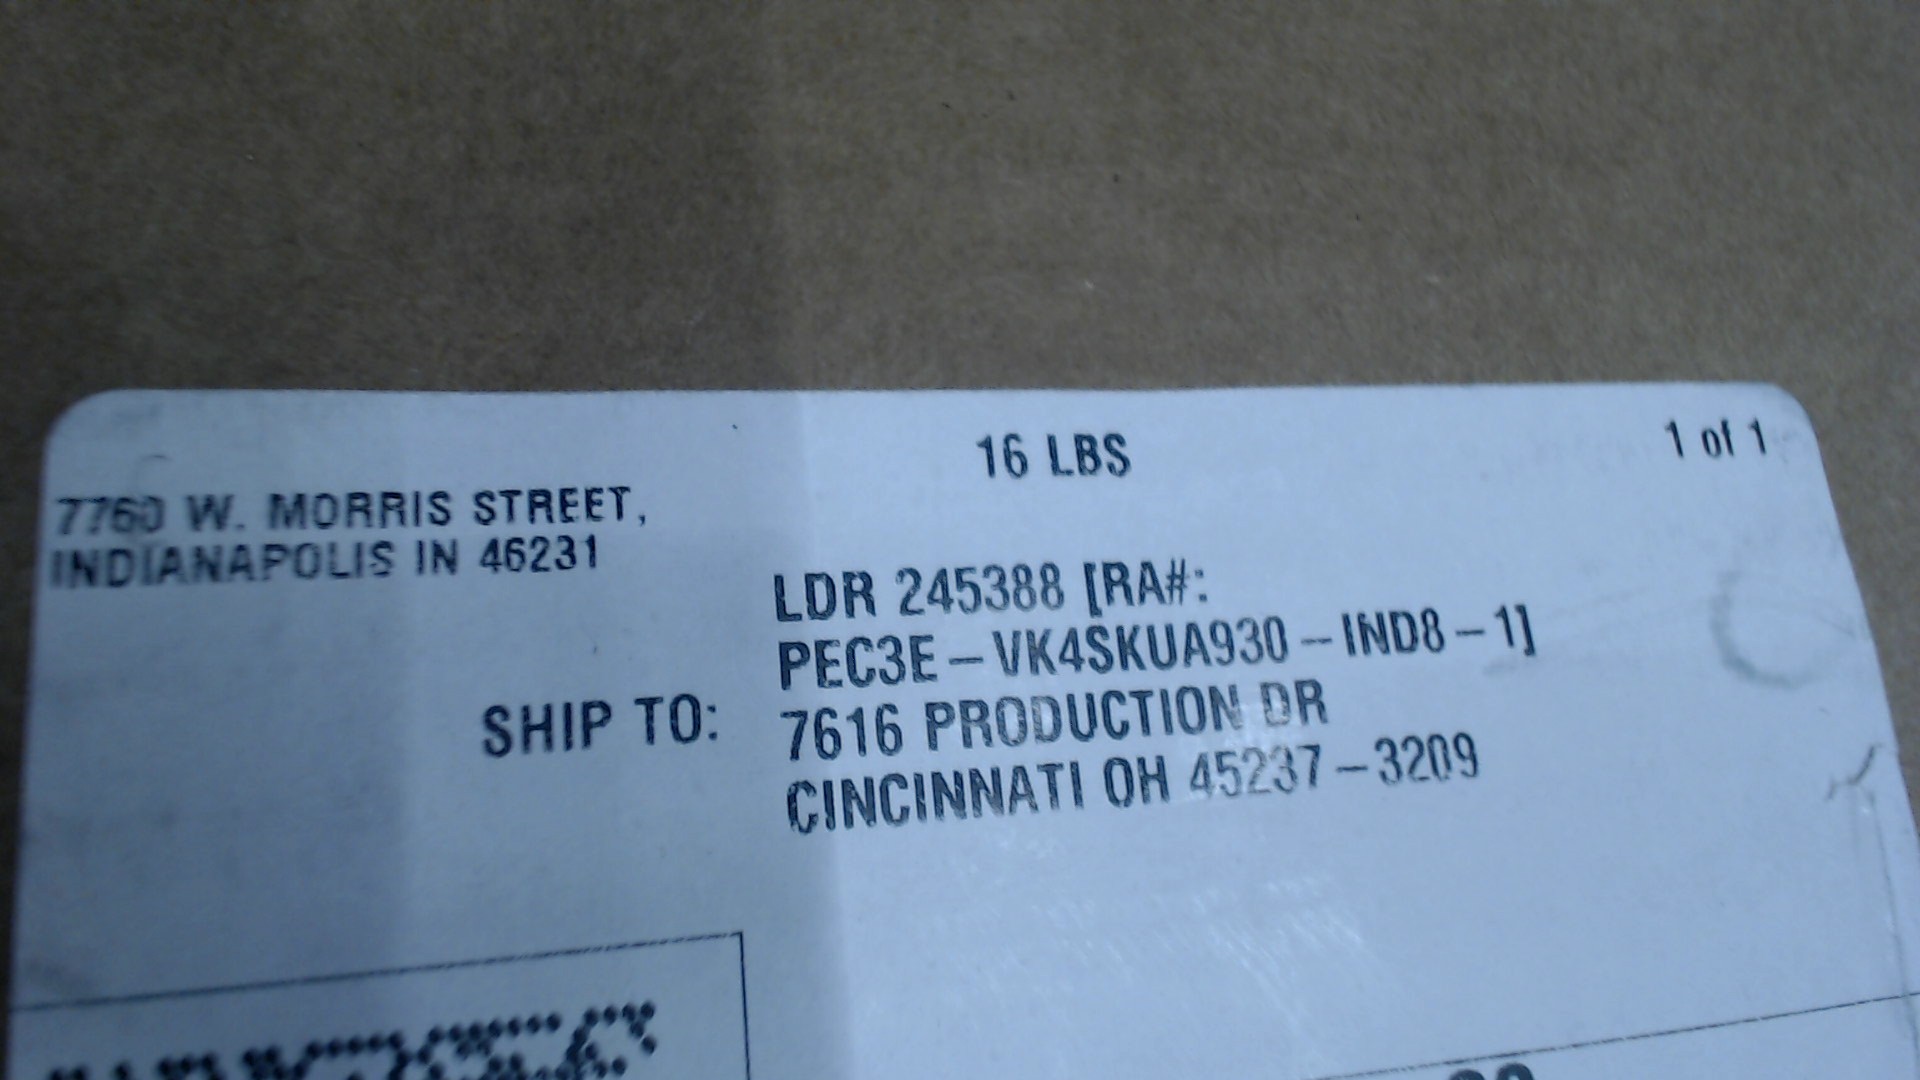 16 LBS
1 of 1
7760 W. MORRIS STREET,
INDIANAPOLIS IN 46231
LDR 245388 [RA#:
PEC3E-VK4SKUA930-IND8-1]
SHIP TO: 7616 PRODUCTION DR
CINCINNATI OH 45237-3209